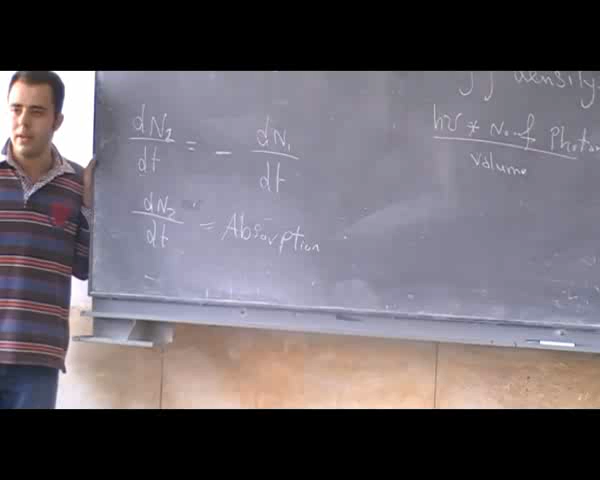 dN₂/dt = - dN₁/dt
dN₂/dt = Absorption
density
hν * No. of Photon
Volume